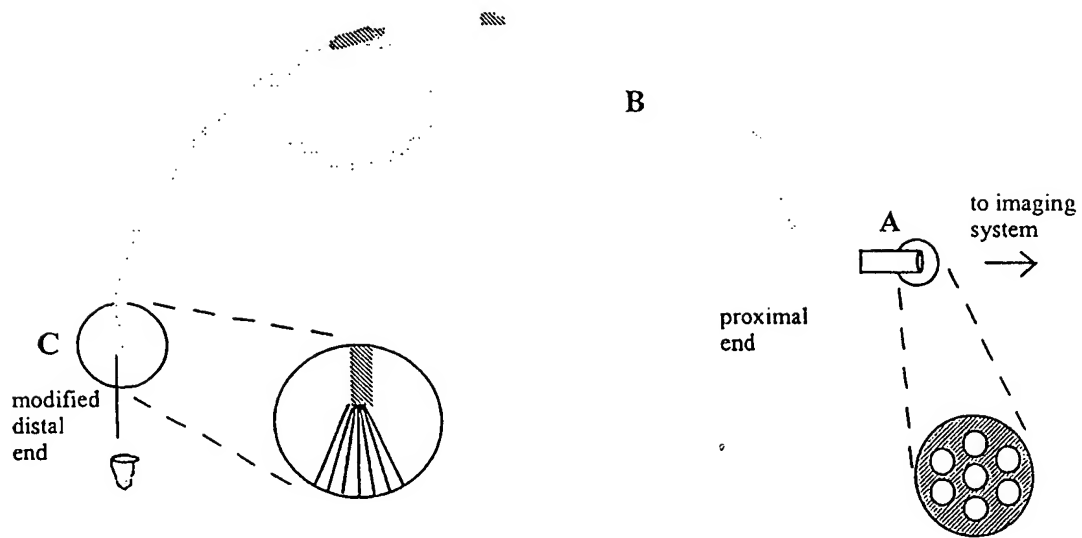 B
to imaging
system
A
proximal
end
C
modified
distal
end